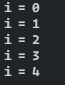 i = 0
i = 1
i = 2
i = 3
i = 4